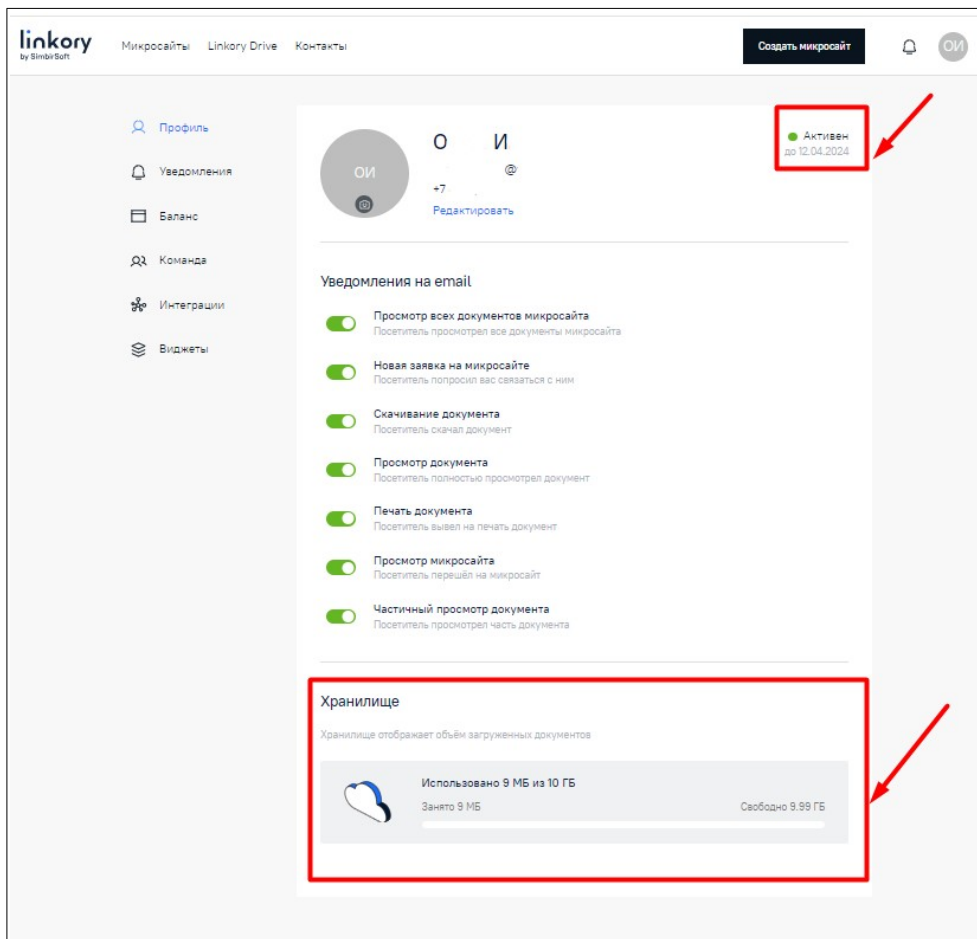 linkory
by SimbirSoft
Микросайты Linkory Drive Контакты
Создать микросайт
ОИ
Профиль
Уведомления
Баланс
Команда
Интеграции
Виджеты
ОИ
О И
@
+7
Редактировать
Активен
до 12.04.2024
Уведомления на email
Просмотр всех документов микросайта
Посетитель просмотрел все документы микросайта
Новая заявка на микросайте
Посетитель попросил вас связаться с ним
Скачивание документа
Посетитель скачал документ
Просмотр документа
Посетитель полностью просмотрел документ
Печать документа
Посетитель вывел на печать документ
Просмотр микросайта
Посетитель перешёл на микросайт
Частичный просмотр документа
Посетитель просмотрел часть документа
Хранилище
Хранилище отображает объём загруженных документов
Использовано 9 МБ из 10 ГБ
Занято 9 МБ Свободно 9.99 ГБ